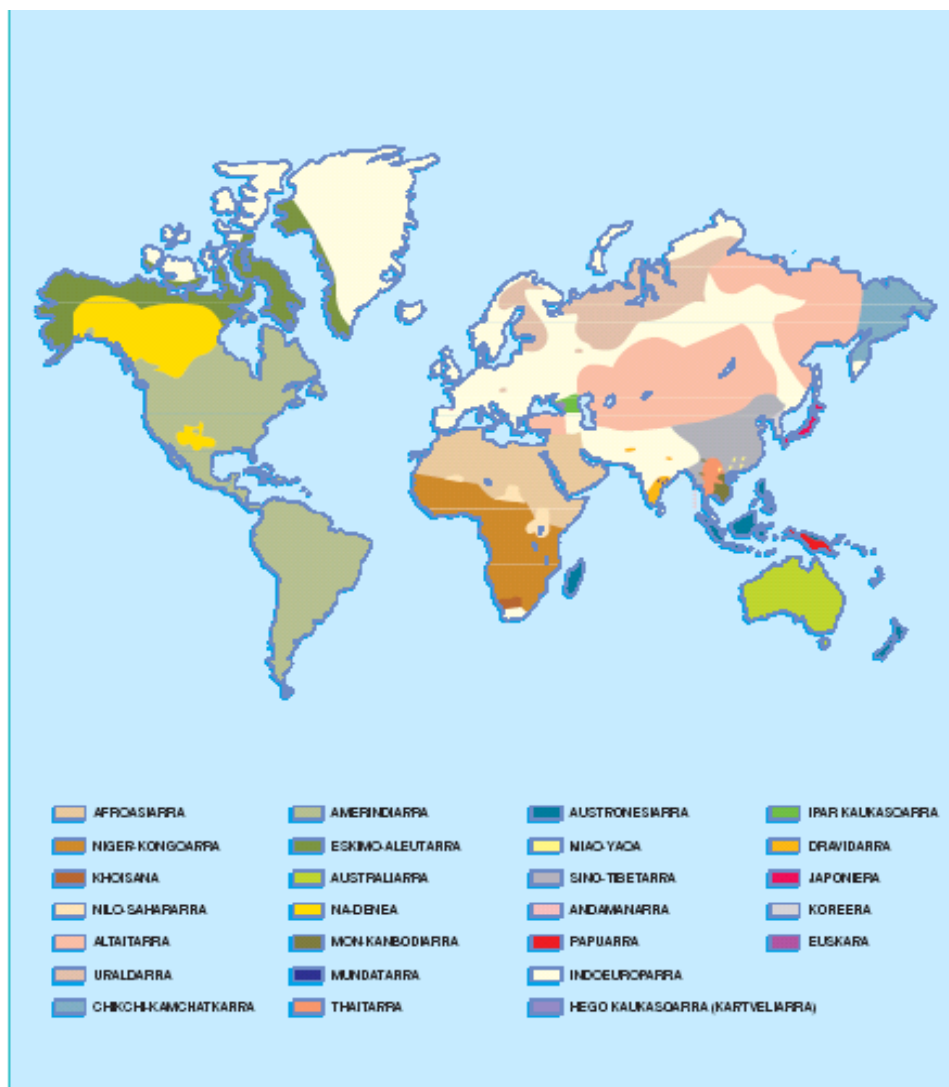 AFROASIARRA
NIGER-KONGOARRA
KHOISANA
NILO-SAHARARRA
ALTAITARRA
URALDARRA
CHIKCHI-KAMCHATKARRA
AMERINDIARRA
ESKIMO-ALEUTARRA
AUSTRALIARRA
NA-DENEA
MON-KANBODIARRA
MUNDATARRA
THAITARRA
AUSTRONESIARRA
MIAO-YAOA
SINO-TIBETARRA
ANDAMANARRA
PAPUARRA
INDOEUROPARRA
HEGO KAUKASOARRA (KARTVELIARRA)
IPAR KAUKASOARRA
DRAVIDARRA
JAPONIERA
KOREERA
EUSKARA